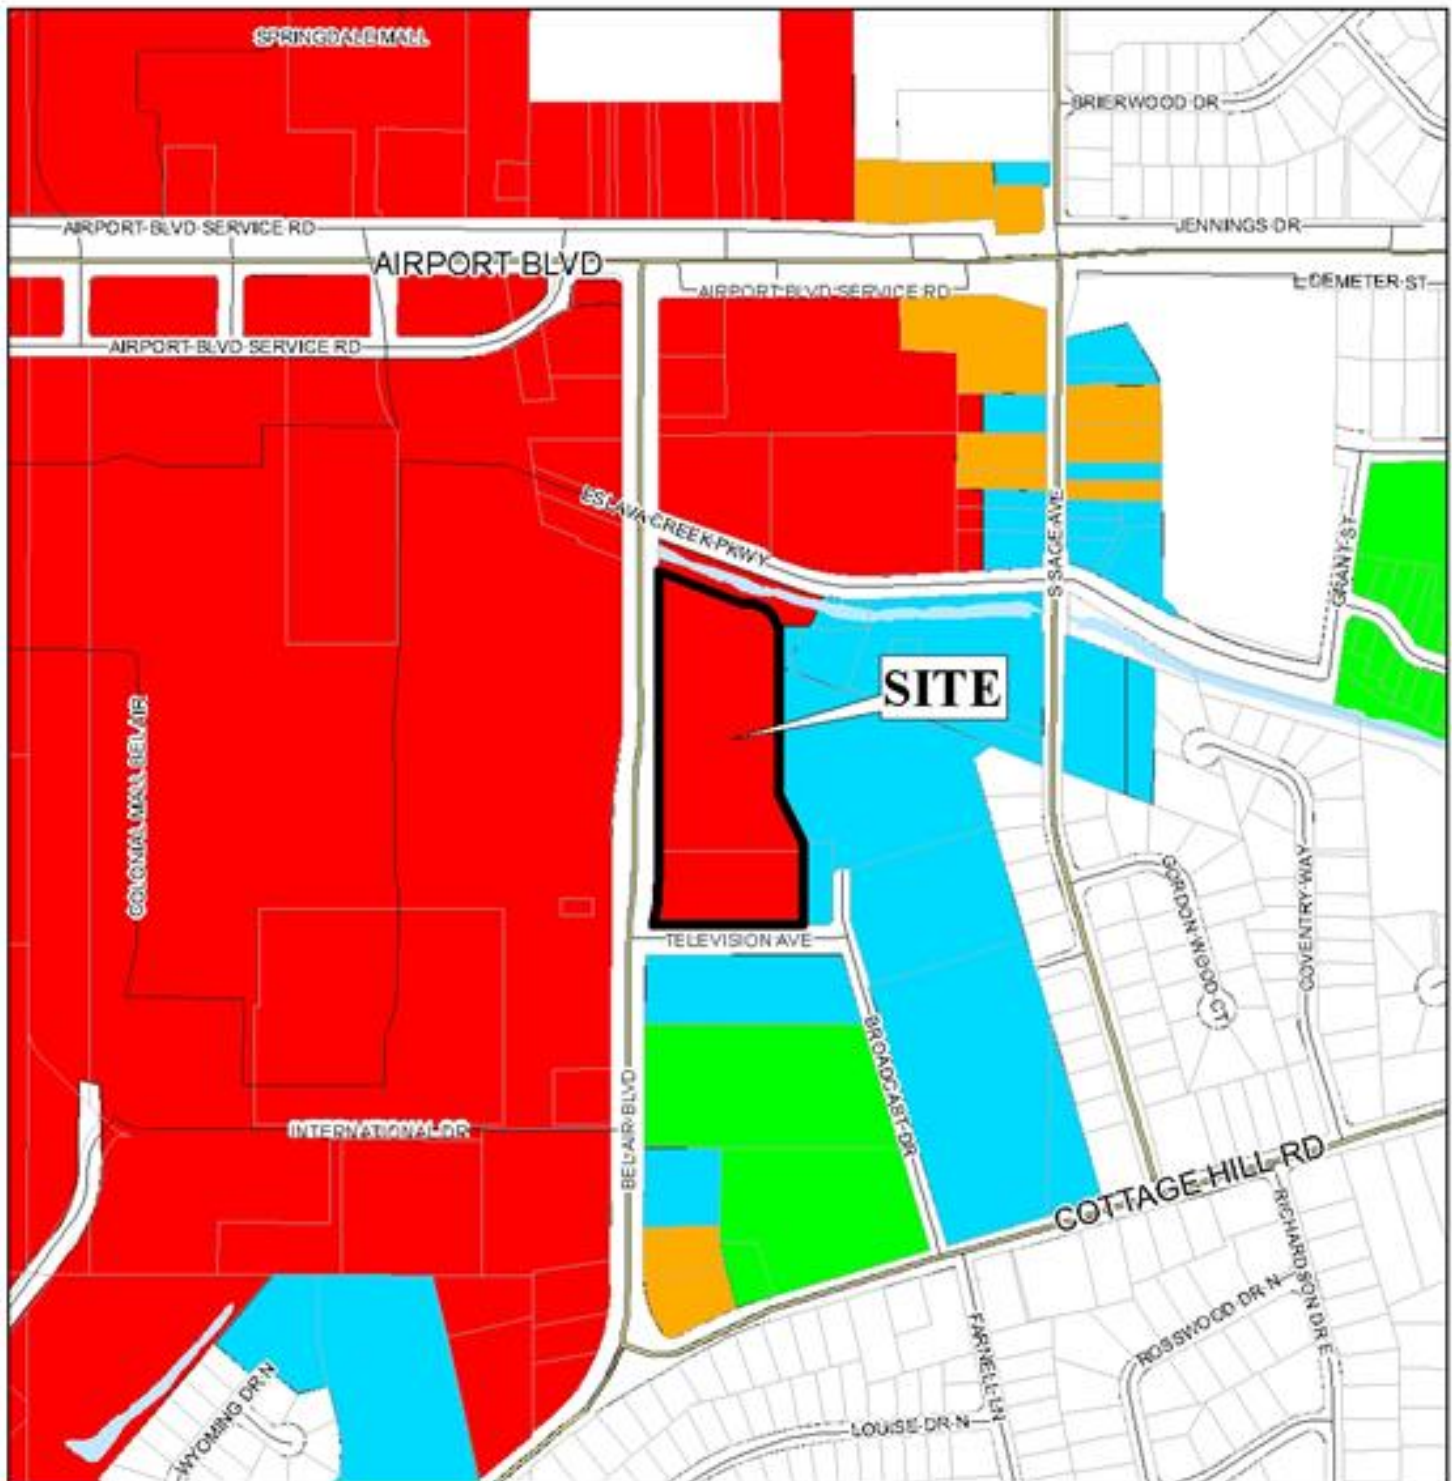 SPRINGDALE MALL
BRIERWOOD DR
AIRPORT BLVD SERVICE RD
JENNINGS DR
AIRPORT BLVD
AIRPORT BLVD SERVICE RD
E DEMETER ST
AIRPORT BLVD SERVICE RD
ESLAVA CREEK PKWY
S SAGE AVE
GRANT ST
SITE
COLONIAL MALL BEL AIR
GORDON WOOD CT
COVENTRY WAY
TELEVISION AVE
BROADCAST DR
BEL AIR BLVD
INTERNATIONAL DR
COTTAGE HILL RD
RICHARDSON DR E
ROSSWOOD DR N
FARNELL LN
WYOMING DR N
LOUISE DR N